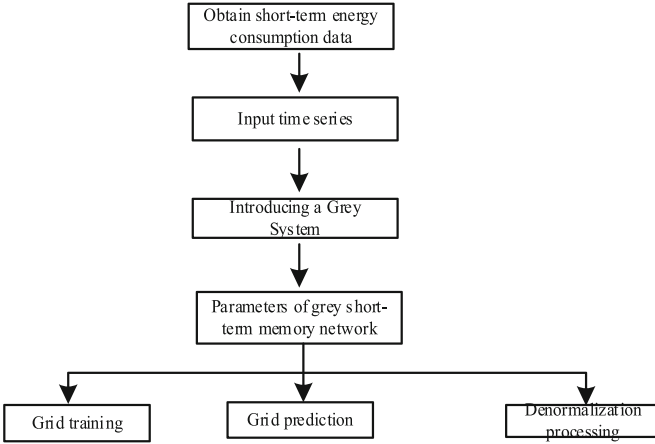 Obtain short-term energy
consumption data
Input time series
Introducing a Grey
System
Parameters of grey short-
term memory network
Grid training
Grid prediction
Denormalization
processing